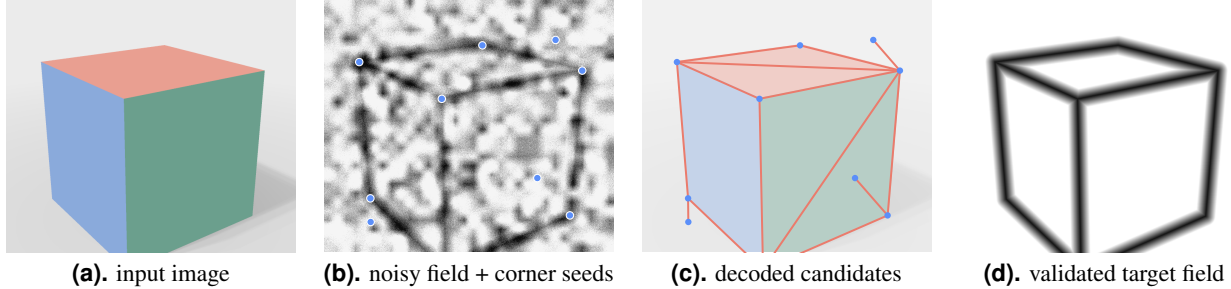 (a). input image
(b). noisy field + corner seeds
(c). decoded candidates
(d). validated target field